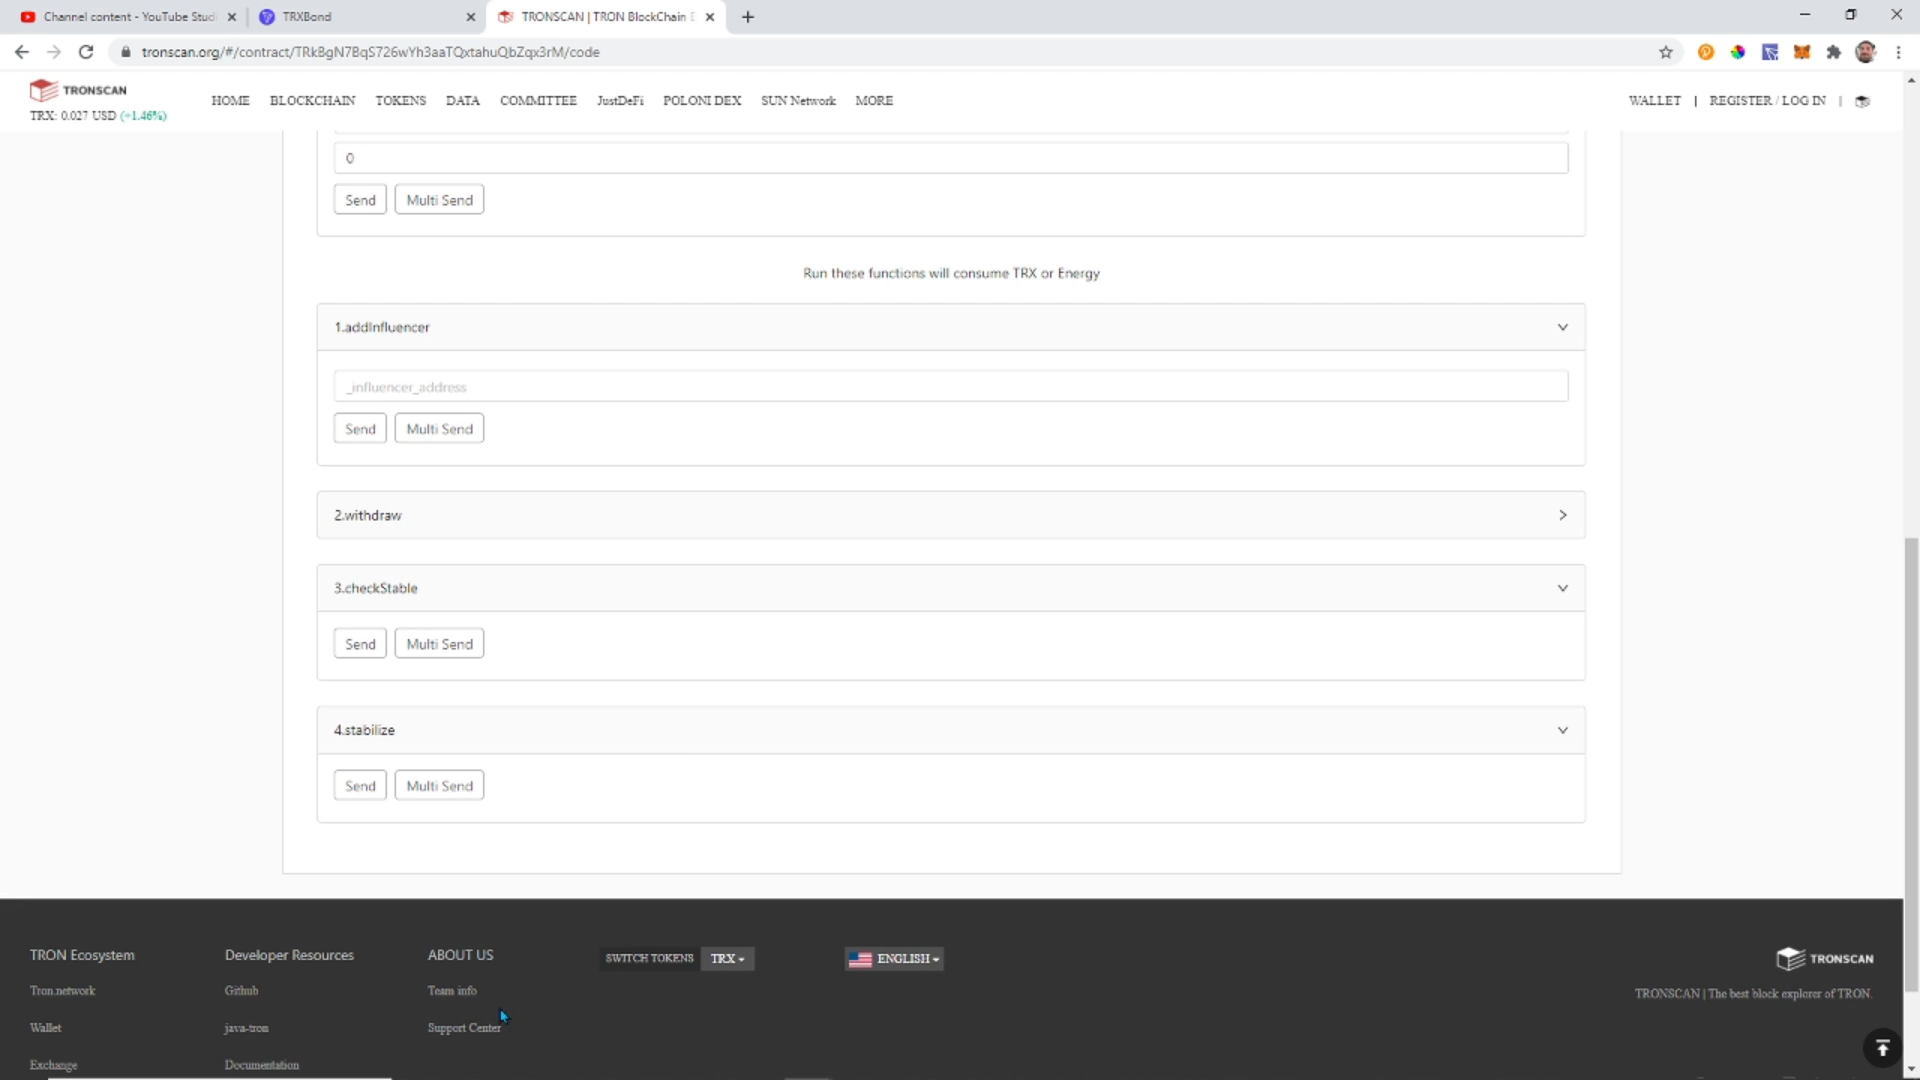 Channel content - YouTube Studi
TRXBond
TRONSCAN | TRON BlockChain E
tronscan.org/#/contract/TRkBgN7BqS726wYh3aaTQxtahuQbZqx3rM/code
TRONSCAN
TRX: 0.027 USD (+1.46%)
HOME BLOCKCHAIN TOKENS DATA COMMITTEE JustDeFi POLONI DEX SUN Network MORE
WALLET | REGISTER / LOG IN |
0
Send Multi Send
Run these functions will consume TRX or Energy
1.addInfluencer
_influencer_address
Send Multi Send
2.withdraw
3.checkStable
Send Multi Send
4.stabilize
Send Multi Send
TRON Ecosystem Developer Resources ABOUT US SWITCH TOKENS TRX ENGLISH TRONSCAN
Tron.network Github Team info TRONSCAN | The best block explorer of TRON.
Wallet java-tron Support Center
Exchange Documentation